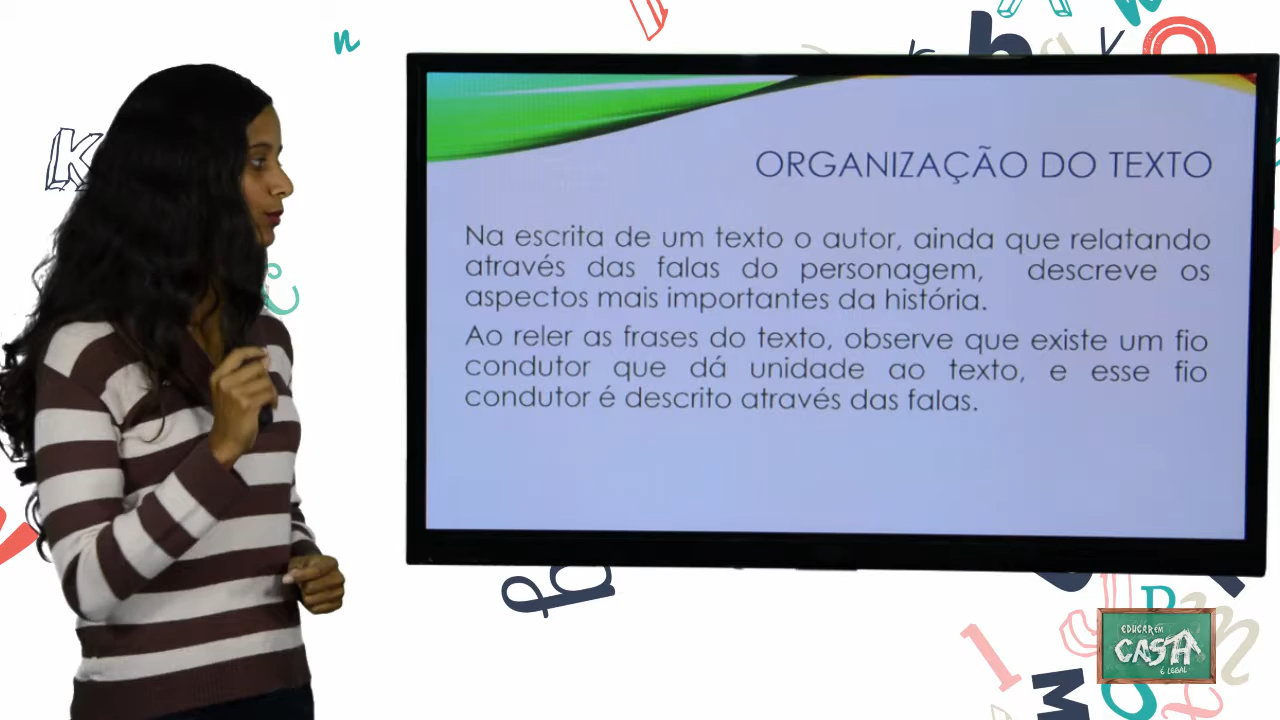 ORGANIZAÇÃO DO TEXTO
Na escrita de um texto o autor, ainda que relatando
através das falas do personagem, descreve os
aspectos mais importantes da história.
Ao reler as frases do texto, observe que existe um fio
condutor que dá unidade ao texto, e esse fio
condutor é descrito através das falas.
EDUCAR EM
CASA
É LEGAL